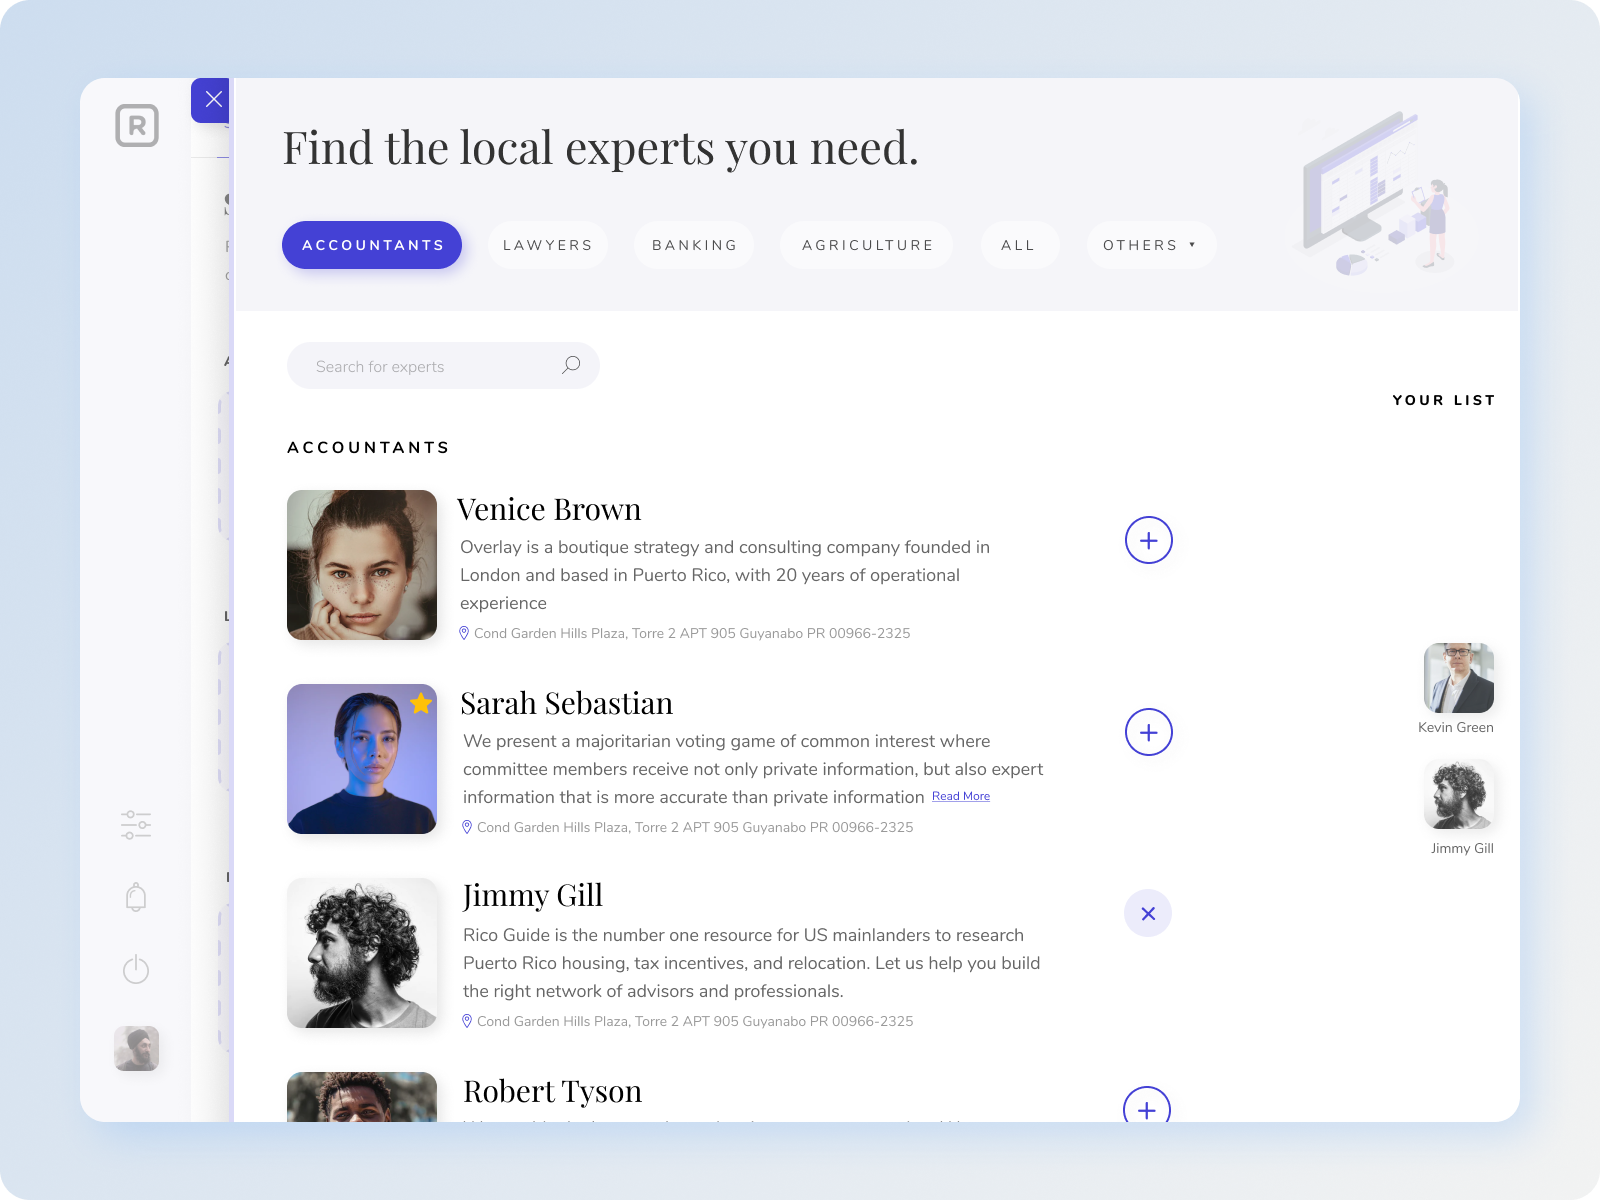 R
Find the local experts you need.
ACCOUNTANTS
LAWYERS
BANKING
AGRICULTURE
ALL
OTHERS ▾
Search for experts
YOUR LIST
ACCOUNTANTS
Venice Brown
Overlay is a boutique strategy and consulting company founded in
London and based in Puerto Rico, with 20 years of operational
experience
Cond Garden Hills Plaza, Torre 2 APT 905 Guyanabo PR 00966-2325
Sarah Sebastian
We present a majoritarian voting game of common interest where
committee members receive not only private information, but also expert
information that is more accurate than private information Read More
Cond Garden Hills Plaza, Torre 2 APT 905 Guyanabo PR 00966-2325
Jimmy Gill
Rico Guide is the number one resource for US mainlanders to research
Puerto Rico housing, tax incentives, and relocation. Let us help you build
the right network of advisors and professionals.
Cond Garden Hills Plaza, Torre 2 APT 905 Guyanabo PR 00966-2325
Robert Tyson
Kevin Green
Jimmy Gill